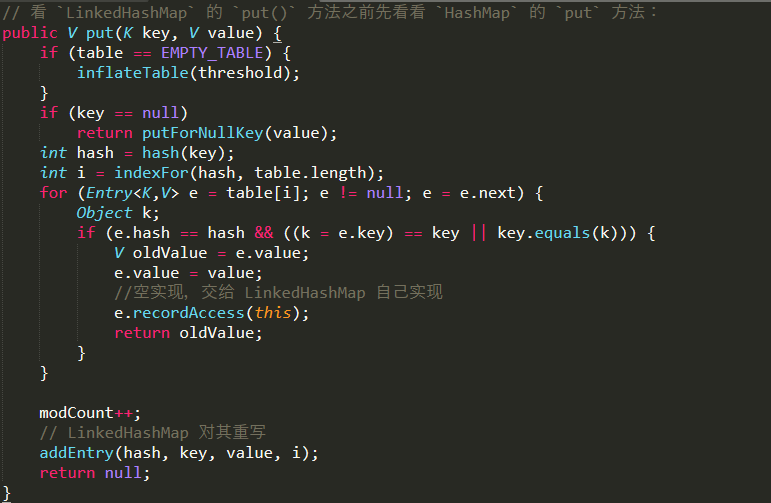 // 看 `LinkedHashMap` 的 `put()` 方法之前先看看 `HashMap` 的 `put` 方法：
public V put(K key, V value) {
    if (table == EMPTY_TABLE) {
        inflateTable(threshold);
    }
    if (key == null)
        return putForNullKey(value);
    int hash = hash(key);
    int i = indexFor(hash, table.length);
    for (Entry<K,V> e = table[i]; e != null; e = e.next) {
        Object k;
        if (e.hash == hash && ((k = e.key) == key || key.equals(k))) {
            V oldValue = e.value;
            e.value = value;
            //空实现，交给 LinkedHashMap 自己实现
            e.recordAccess(this);
            return oldValue;
        }
    }
    modCount++;
    // LinkedHashMap 对其重写
    addEntry(hash, key, value, i);
    return null;
}